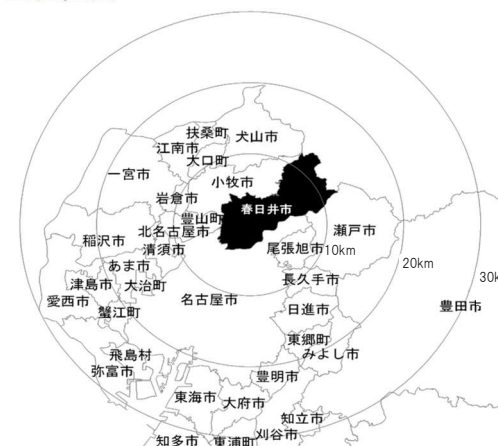 扶桑町
犬山市
江南市
大口町
一宮市
小牧市
岩倉市
春日井市
豊山町
北名古屋市
瀬戸市
稲沢市
清須市
尾張旭市
10km
あま市
20km
津島市
大治町
長久手市
30k
愛西市
名古屋市
日進市
豊田市
蟹江町
東郷町
飛島村
みよし市
弥富市
豊明市
東海市
大府市
知立市
知多市
東浦町
刈谷市